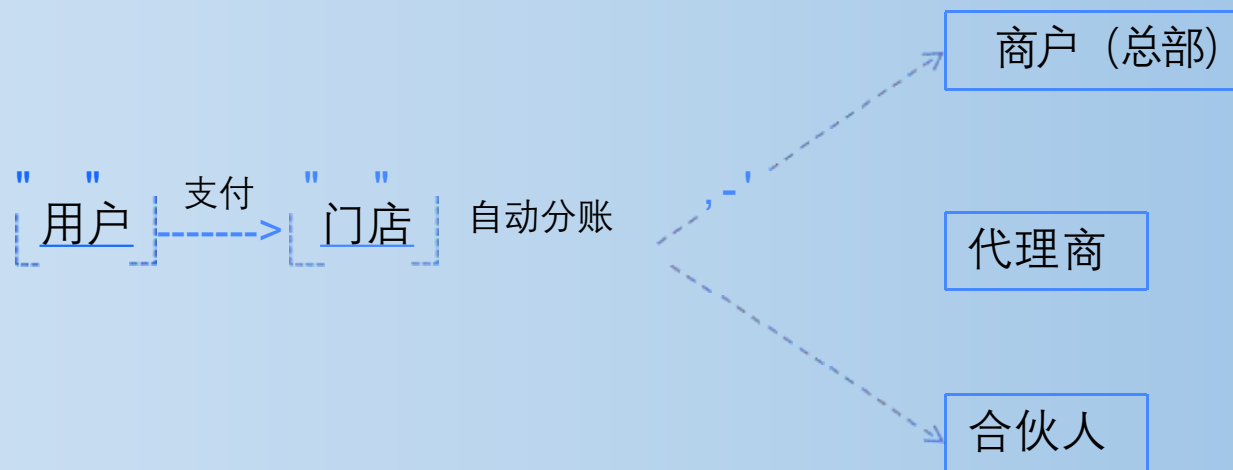 商户（总部）
用户
支付
门店
自动分账
代理商
合伙人